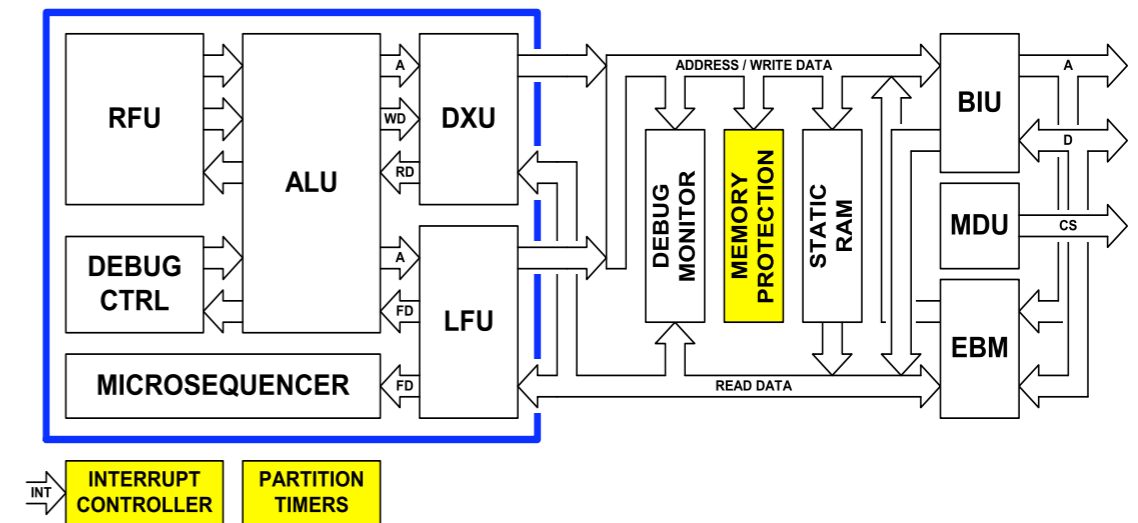 RFU
ALU
A
WD
RD
DXU
ADDRESS / WRITE DATA
BIU
A
D
DEBUG
MONITOR
MEMORY
PROTECTION
STATIC
RAM
MDU
CS
DEBUG
CTRL
A
FD
LFU
EBM
MICROSEQUENCER
FD
READ DATA
INT
INTERRUPT
CONTROLLER
PARTITION
TIMERS